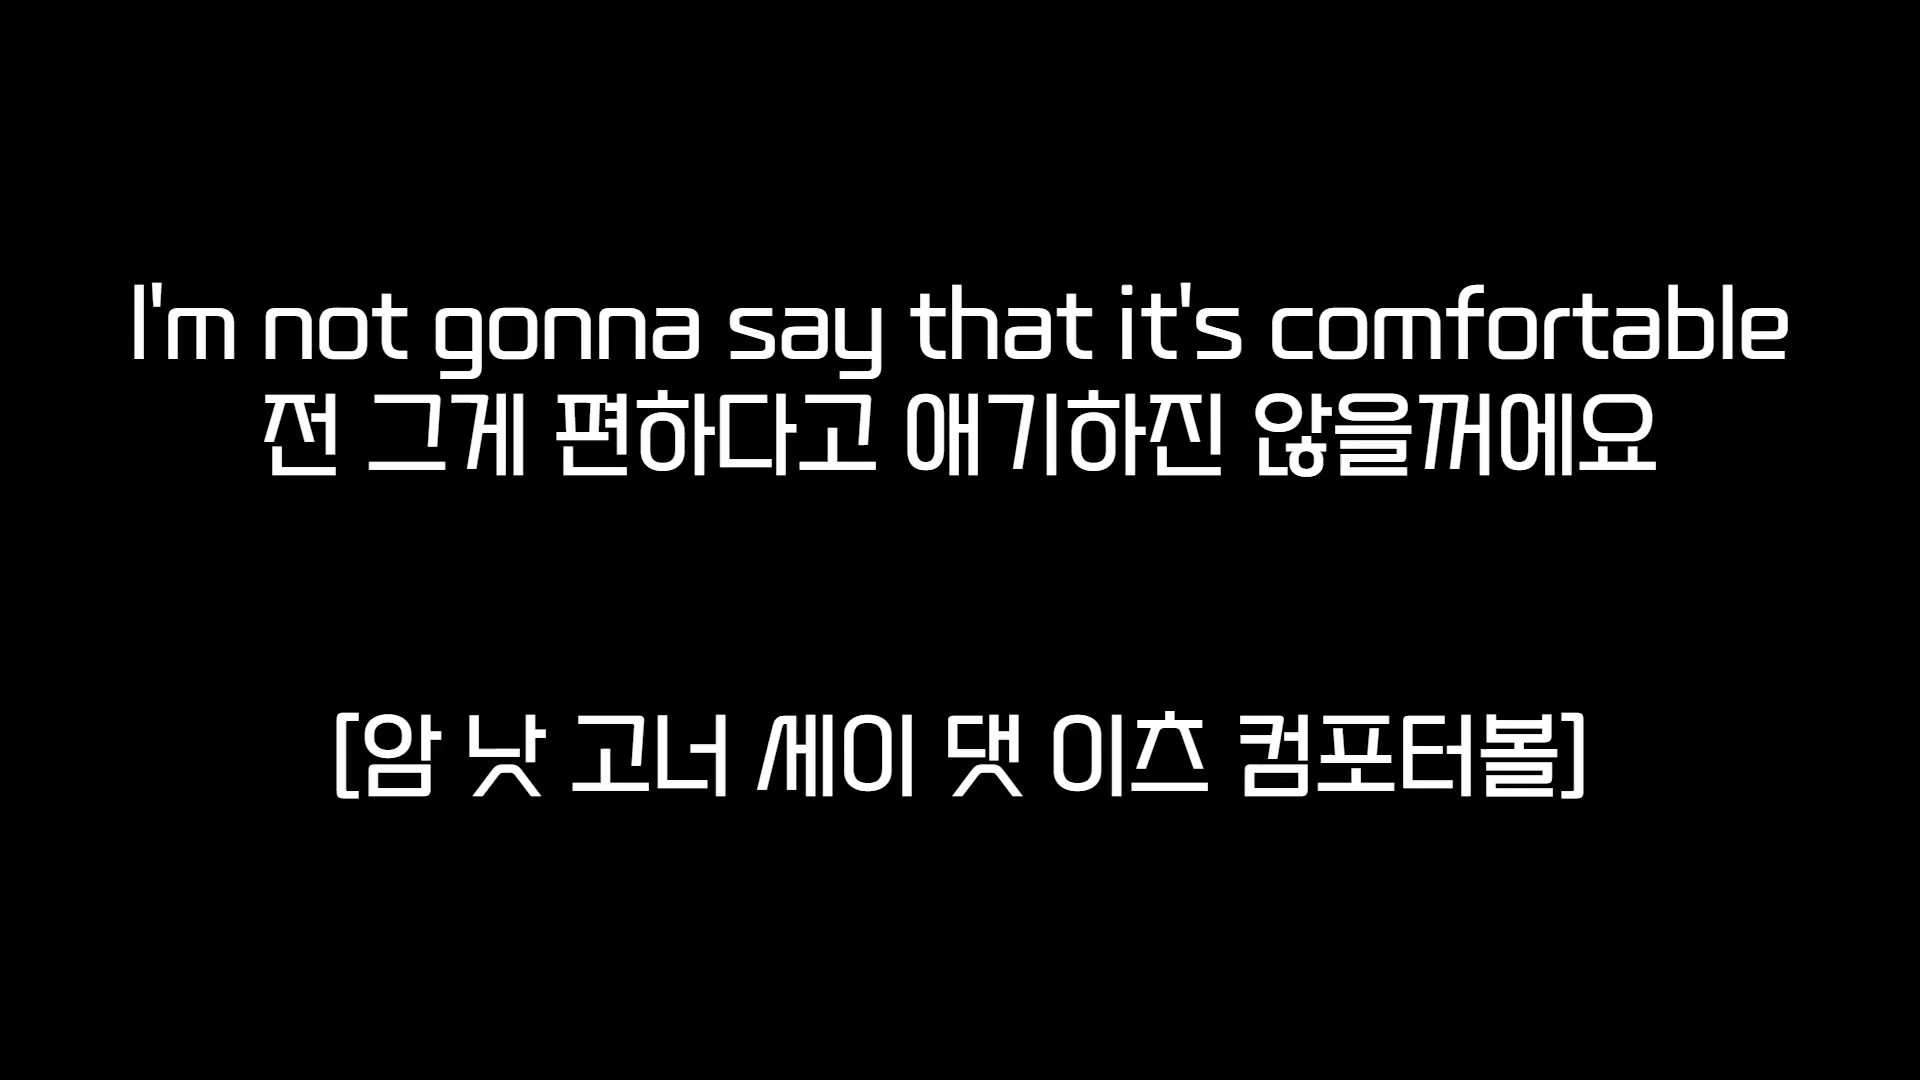 I'm not gonna say that it's comfortable
전 그게 편하다고 얘기하진 않을꺼에요
[암 낫 고너 세이 댓 이츠 컴포터볼]